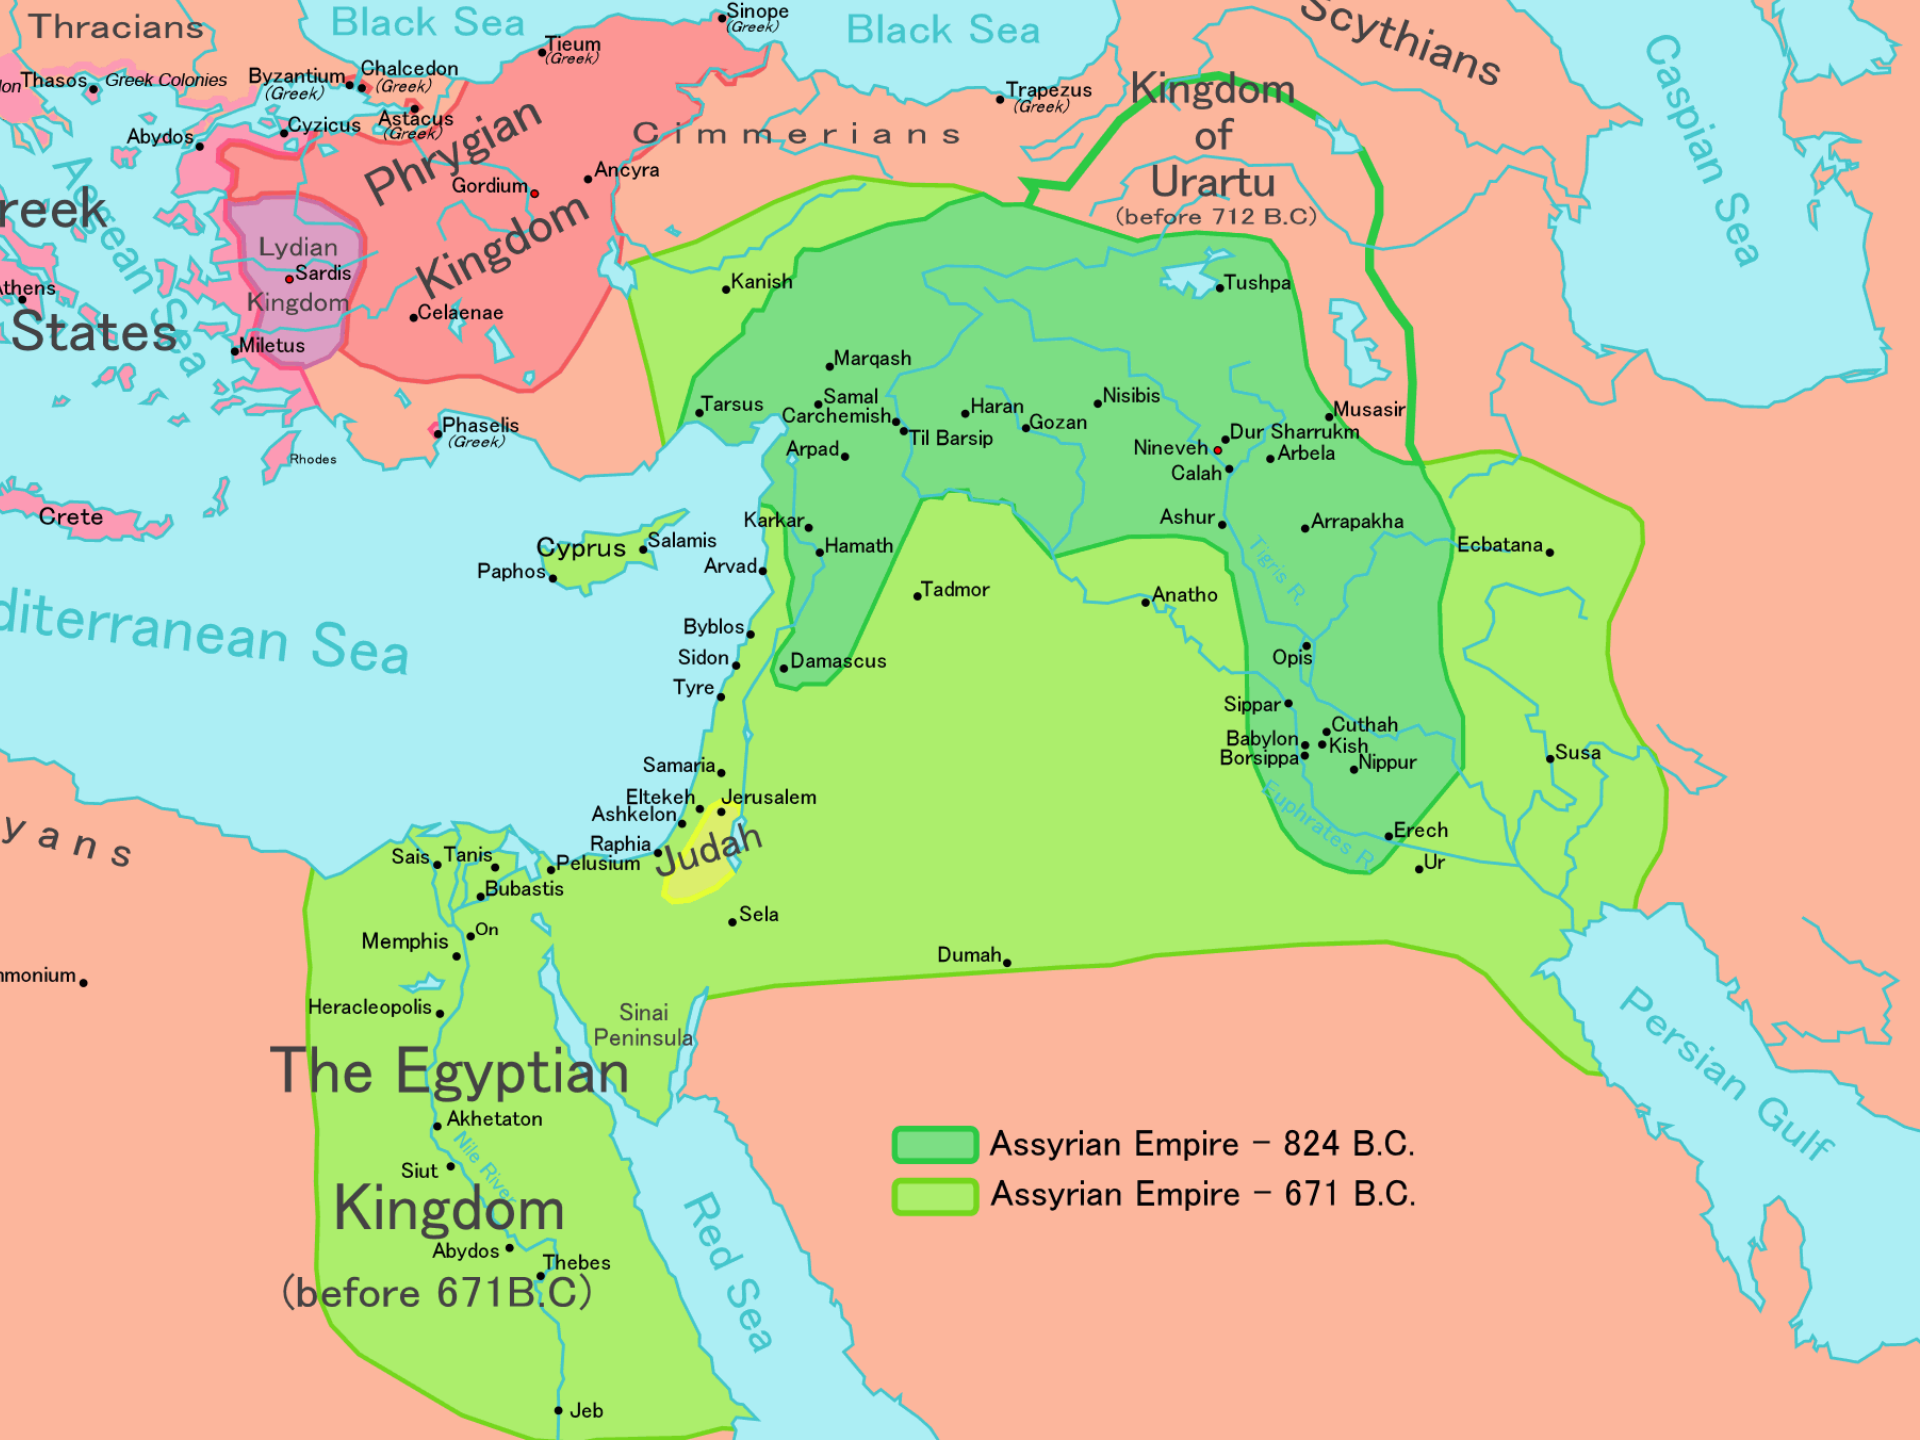 Thracians
Black Sea
Sinope
(Greek)
Black Sea
Scythians
Caspian Sea
Tieum
(Greek)
Thasos
Greek Colonies
Byzantium
(Greek)
Chalcedon
(Greek)
Trapezus
(Greek)
Kingdom
of
Urartu
(before 712 B.C)
Abydos
Cyzicus
Astacus
(Greek)
Cimmerians
Phrygian
Kingdom
Gordium
Ancyra
Aegean Sea
reek
States
Lydian
Kingdom
Sardis
Athens
Celaenae
Miletus
Kanish
Tushpa
Marqash
Samal
Carchemish
Til Barsip
Haran
Gozan
Nisibis
Musasir
Tarsus
Phaselis
(Greek)
Rhodes
Arpad
Nineveh
Dur Sharrukm
Arbela
Calah
Crete
Karkar
Ashur
Arrapakha
Cyprus
Salamis
Hamath
Ecbatana
Paphos
Arvad
Tigris R.
Tadmor
Anatho
diterranean Sea
Byblos
Sidon
Damascus
Opis
Tyre
Sippar
Cuthah
Babylon
Kish
Borsippa
Nippur
Susa
Samaria
Eltekeh
Jerusalem
Ashkelon
Euphrates R.
Raphia
Judah
Erech
yans
Sais
Tanis
Pelusium
Ur
Bubastis
Sela
On
Memphis
Dumah
mmonium
Heracleopolis
Sinai
Peninsula
Persian Gulf
The Egyptian
Kingdom
(before 671B.C)
Akhetaton
Nile River
Siut
Assyrian Empire - 824 B.C.
Assyrian Empire - 671 B.C.
Red Sea
Abydos
Thebes
Jeb